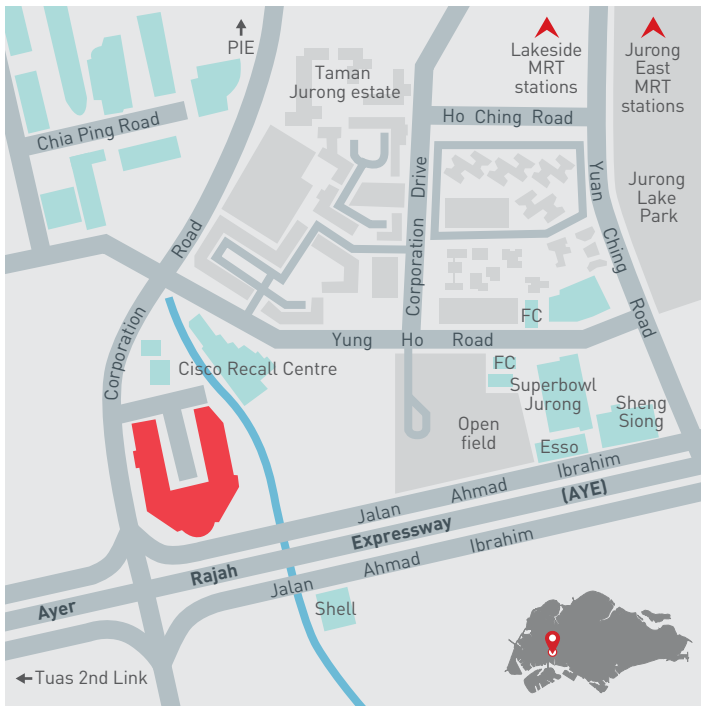 PIE
Lakeside
MRT
stations
Jurong
East
MRT
stations
Taman
Jurong estate
Chia Ping Road
Ho Ching Road
Corporation Drive
Yuan Ching Road
Jurong
Lake
Park
Corporation Road
FC
Yung Ho Road
Cisco Recall Centre
FC
Superbowl
Jurong
Sheng
Siong
Open
field
Esso
Jalan Ahmad Ibrahim
Ayer Rajah Expressway (AYE)
Jalan Ahmad Ibrahim
Shell
Tuas 2nd Link